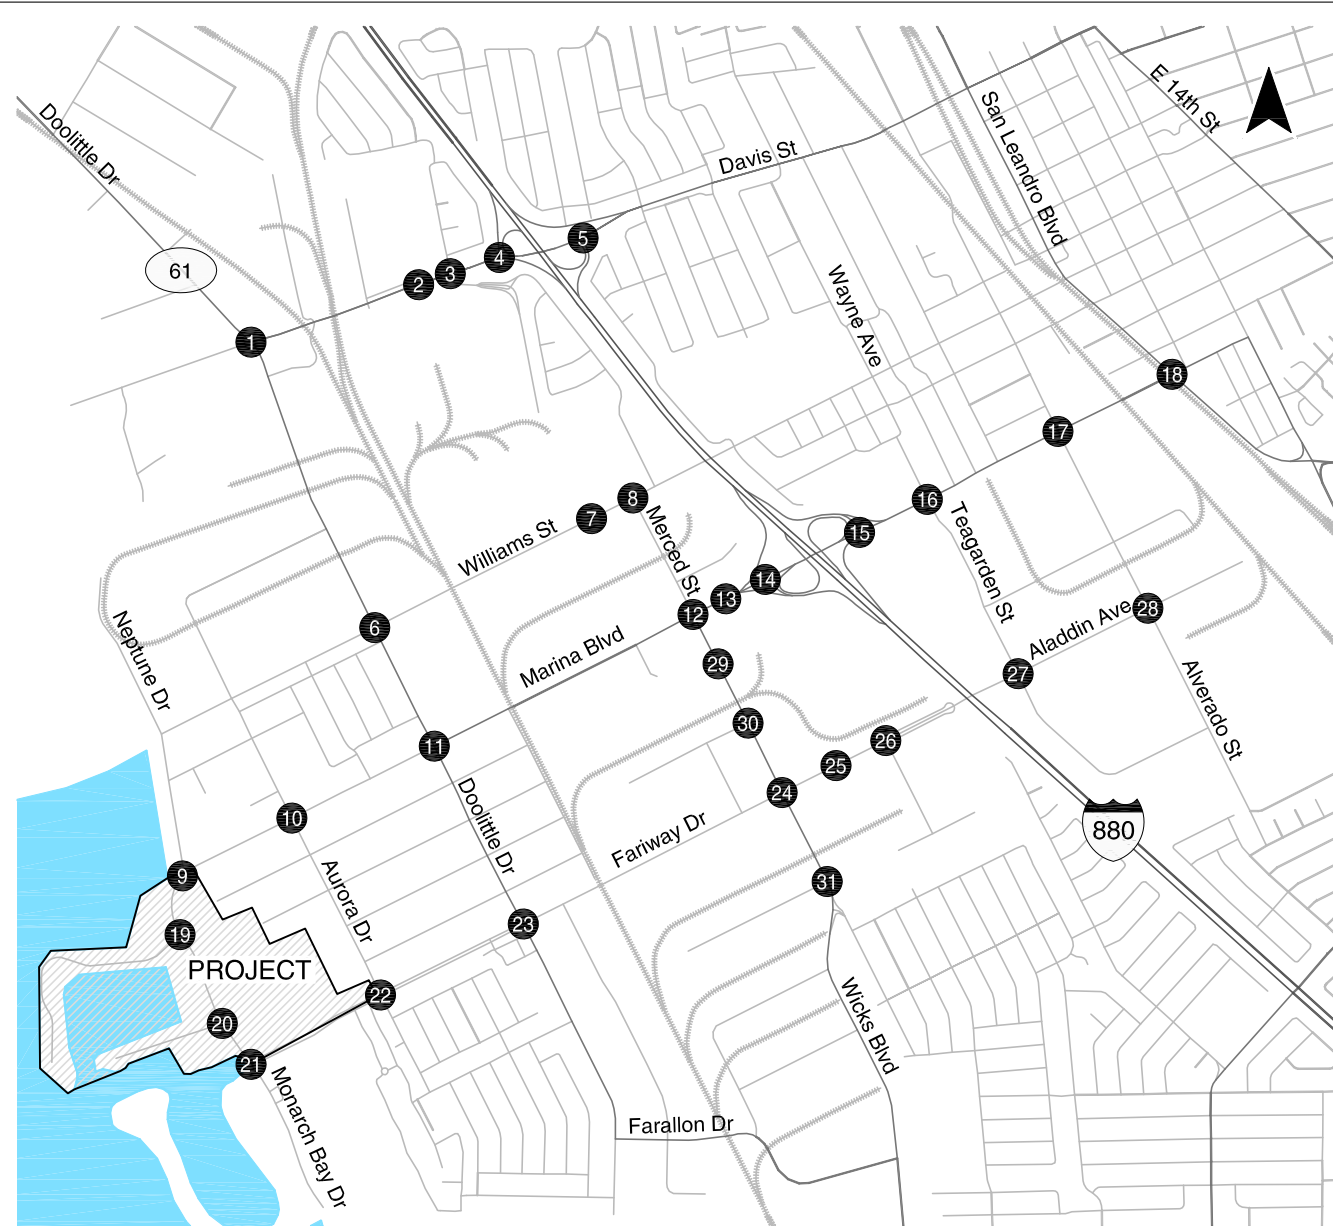 E 14th St
San Leandro Blvd
Doolittle Dr
Davis St
5
4
61
3
2
Wayne Ave
1
18
17
8
16
7
Merced St
Teagarden St
15
Williams St
14
13
28
12
Aladdin Ave
Neptune Dr
6
Marina Blvd
29
27
Alverado St
30
26
11
25
24
Doolittle Dr
10
Fariway Dr
880
9
31
Aurora Dr
23
19
PROJECT
22
Wicks Blvd
20
21
Monarch Bay Dr
Farallon Dr